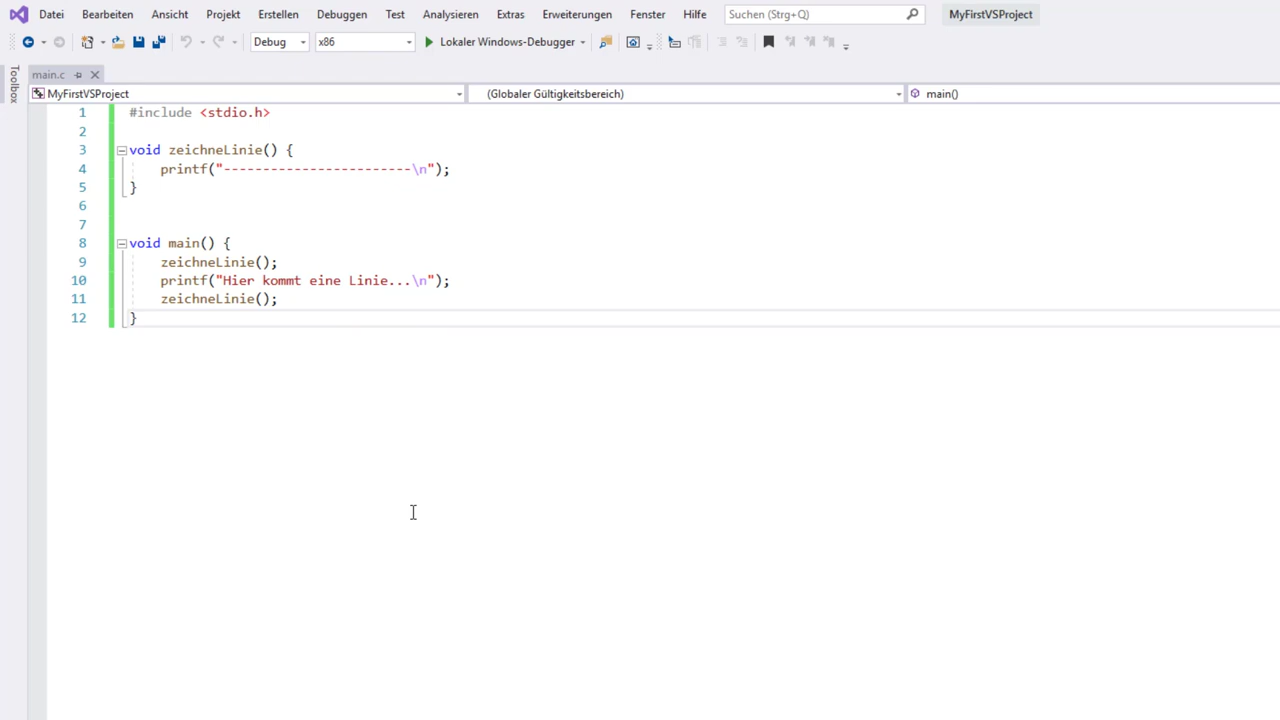 Datei Bearbeiten Ansicht Projekt Erstellen Debuggen Test Analysieren Extras Erweiterungen Fenster Hilfe Suchen (Strg+Q) MyFirstVSProject
Debug x86 Lokaler Windows-Debugger
Toolbox
main.c
MyFirstVSProject (Globaler Gültigkeitsbereich) main()
1 #include <stdio.h>
2
3 void zeichneLinie() {
4 printf("------------------------\n");
5 }
6
7
8 void main() {
9 zeichneLinie();
10 printf("Hier kommt eine Linie...\n");
11 zeichneLinie();
12 }